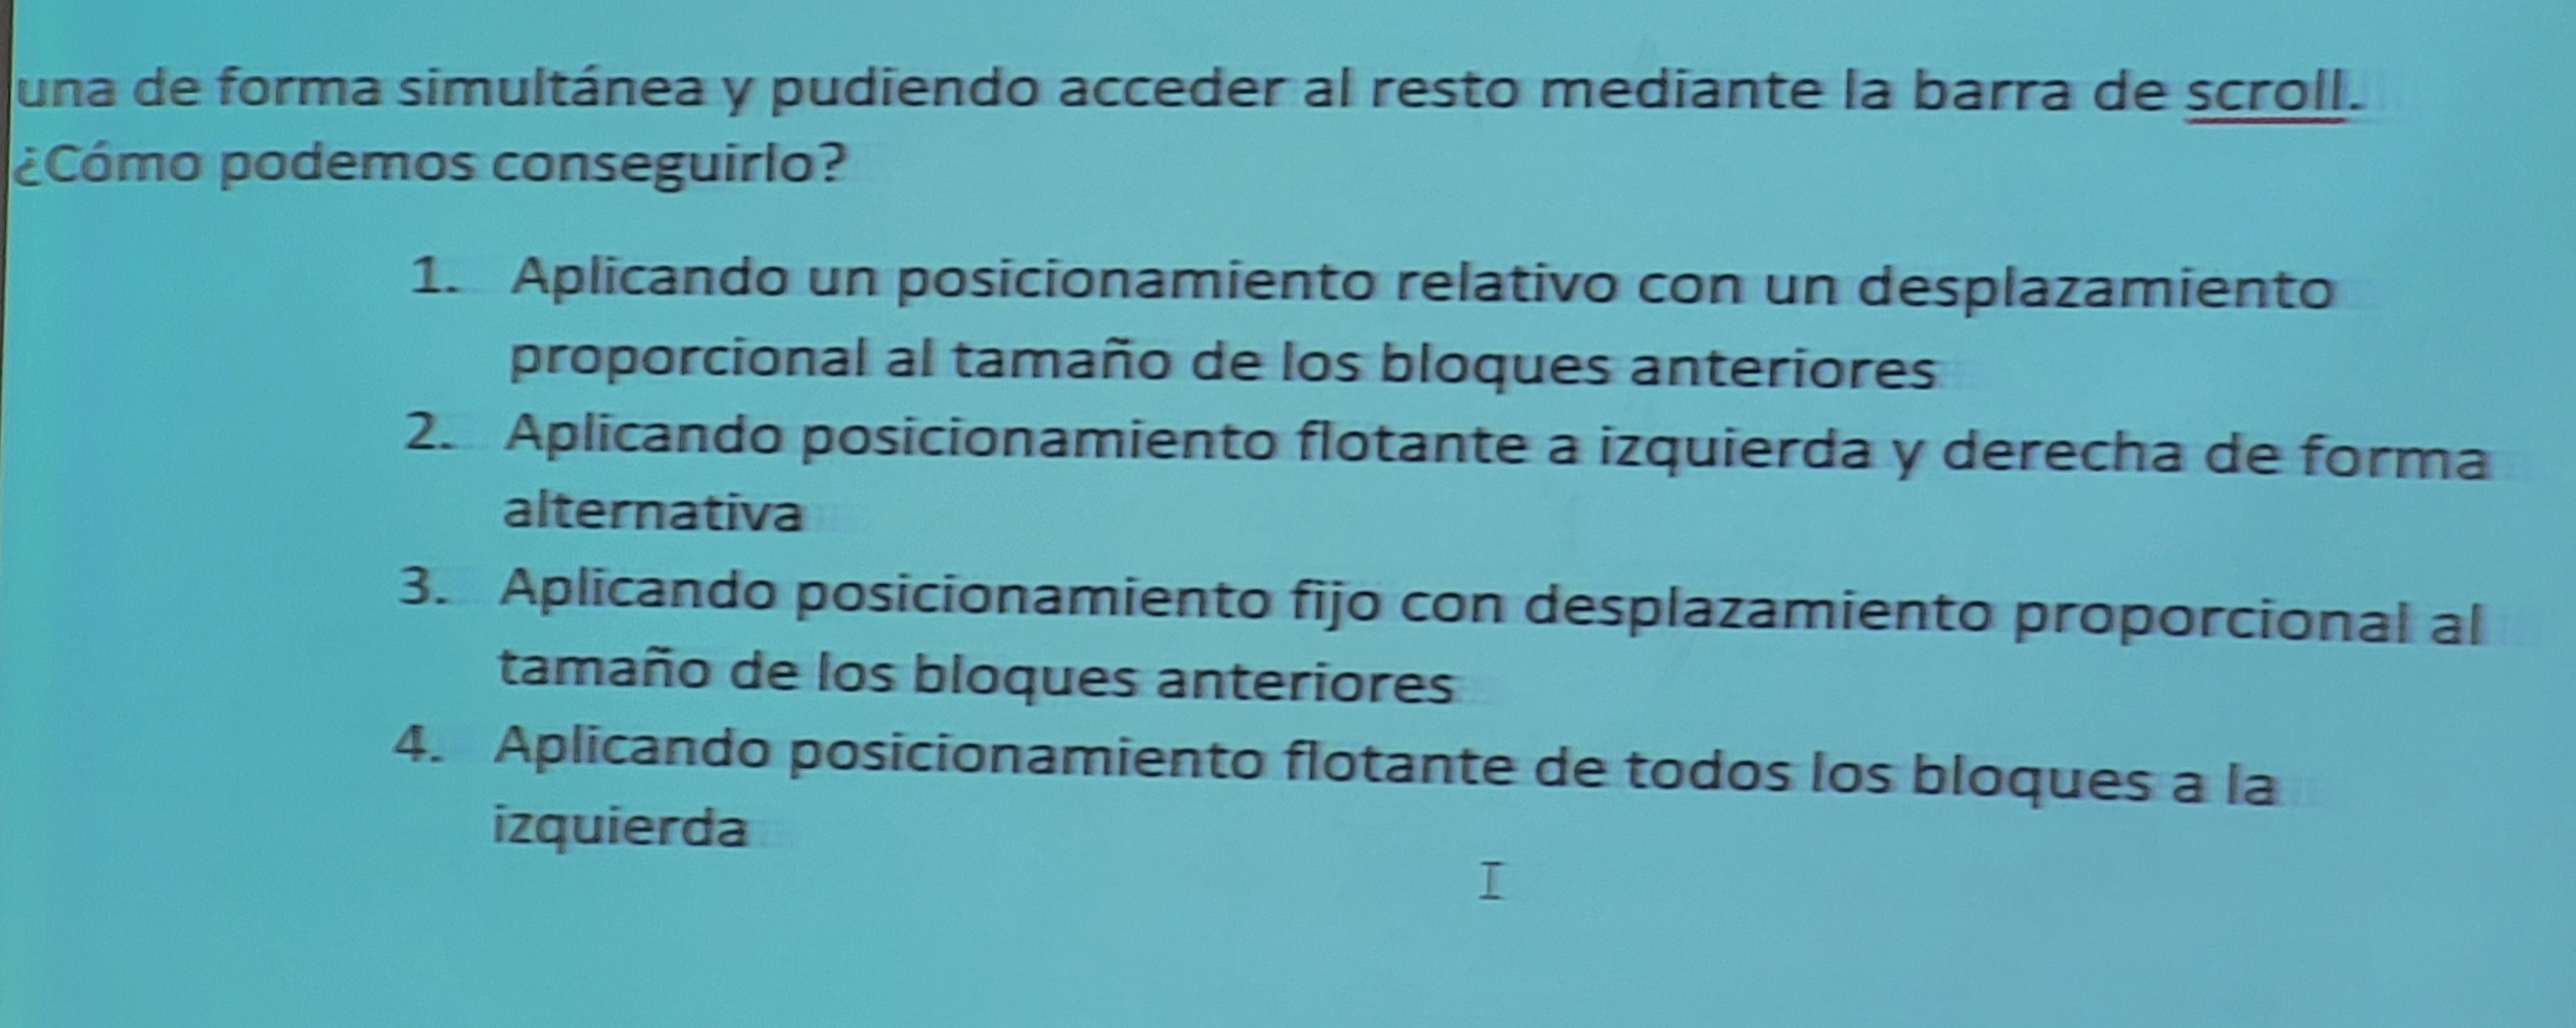 una de forma simultánea y pudiendo acceder al resto mediante la barra de scroll.
¿Cómo podemos conseguirlo?
1. Aplicando un posicionamiento relativo con un desplazamiento
proporcional al tamaño de los bloques anteriores
2. Aplicando posicionamiento flotante a izquierda y derecha de forma
alternativa
3. Aplicando posicionamiento fijo con desplazamiento proporcional al
tamaño de los bloques anteriores
4. Aplicando posicionamiento flotante de todos los bloques a la
izquierda